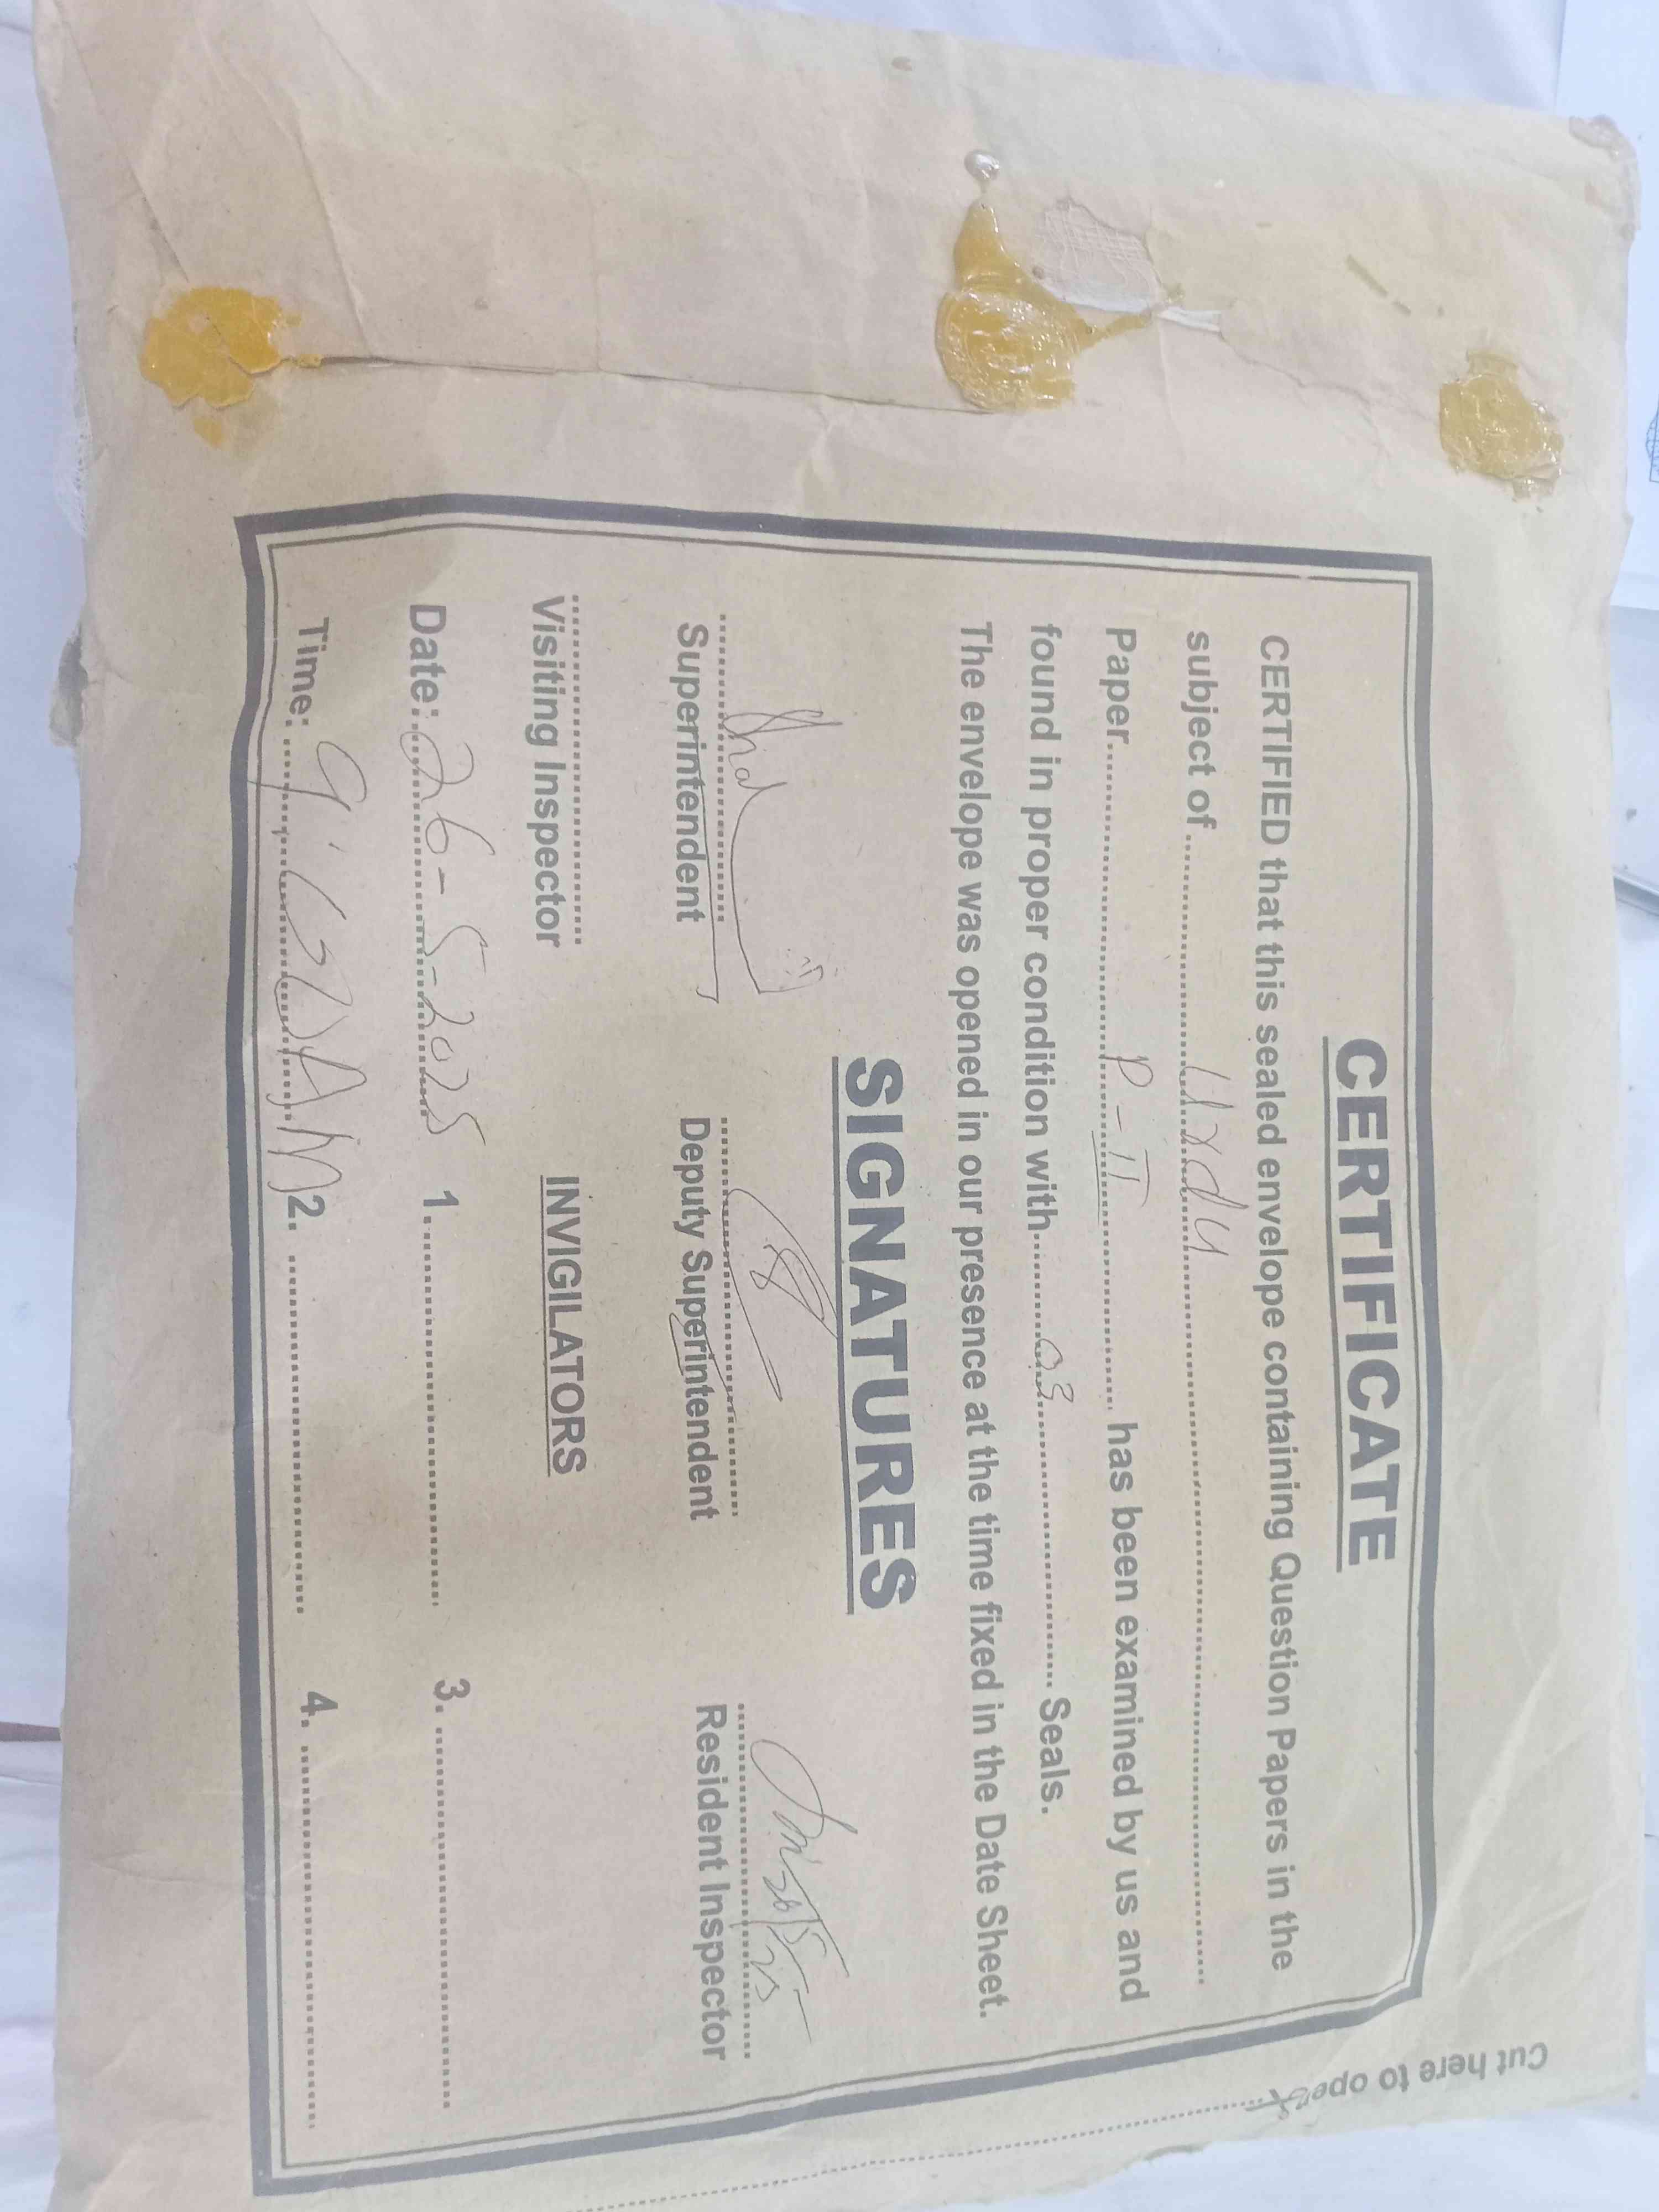 CERTIFICATE
CERTIFIED that this sealed envelope containing Question Papers in the
subject of Urdu
Paper P-II has been examined by us and
found in proper condition with 03 Seals.
The envelope was opened in our presence at the time fixed in the Date Sheet.
SIGNATURES
Superintendent Deputy Superintendent Resident Inspector
Visiting Inspector INVIGILATORS
Date: 26-5-2025 1. 3.
Time: AM 2. 4.
Cut here to open